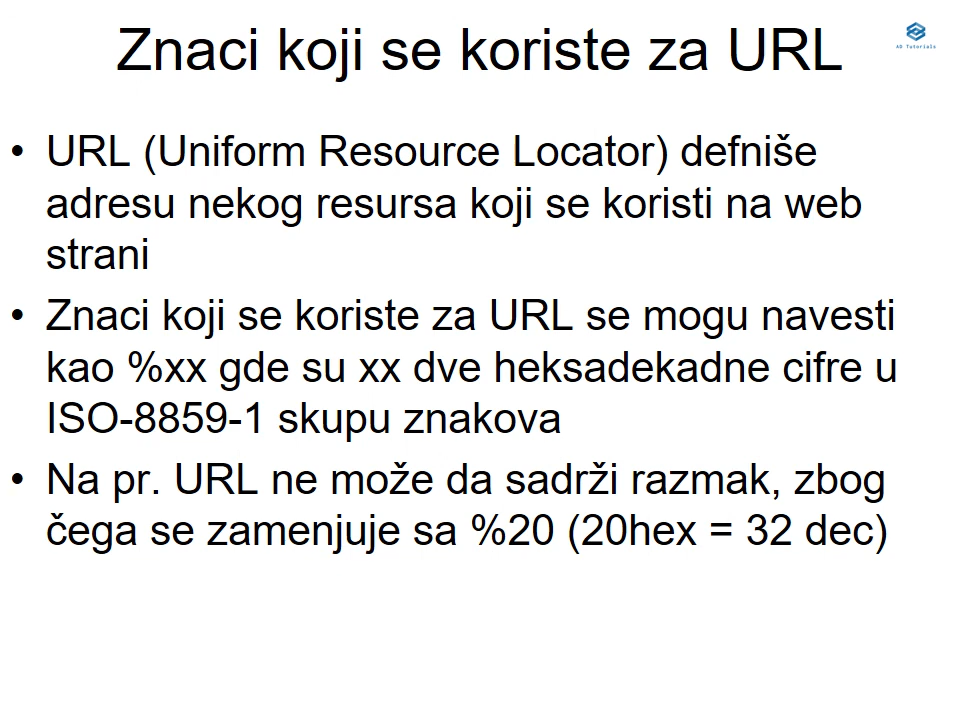 Znaci koji se koriste za URL
AD Tutorials
• URL (Uniform Resource Locator) defniše
adresu nekog resursa koji se koristi na web
strani
• Znaci koji se koriste za URL se mogu navesti
kao %xx gde su xx dve heksadekadne cifre u
ISO-8859-1 skupu znakova
• Na pr. URL ne može da sadrži razmak, zbog
čega se zamenjuje sa %20 (20hex = 32 dec)